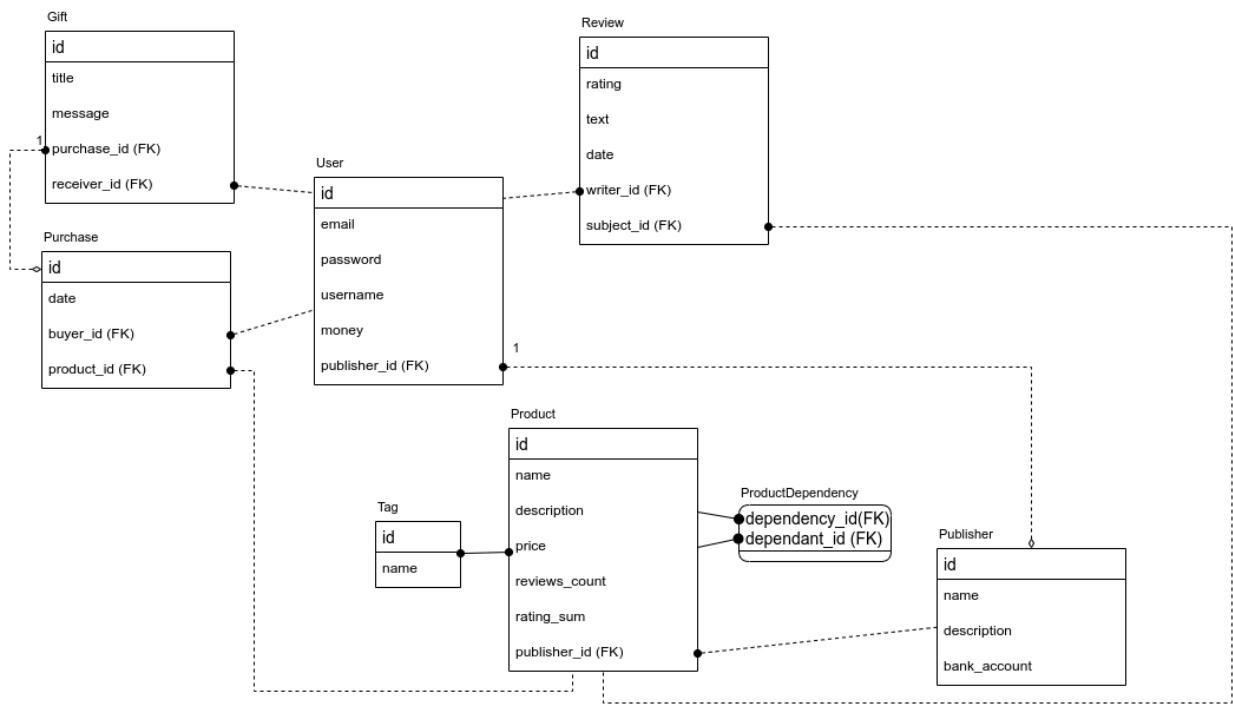 Gift
id
title
message
1
purchase_id (FK)
receiver_id (FK)
Review
id
rating
text
date
writer_id (FK)
subject_id (FK)
User
id
email
password
username
money
publisher_id (FK)
1
Purchase
id
date
buyer_id (FK)
product_id (FK)
Product
id
name
description
price
reviews_count
rating_sum
publisher_id (FK)
Tag
id
name
ProductDependency
dependency_id(FK)
dependant_id (FK)
Publisher
id
name
description
bank_account